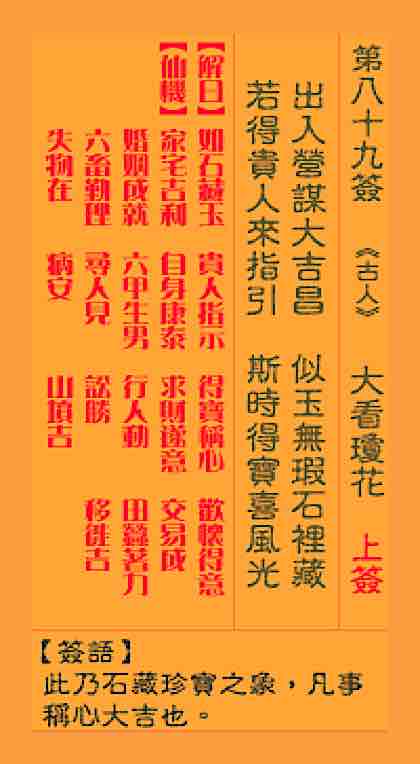 第八十九簽 《古人》 大看瓊花 上簽
出入營謀大吉昌 似玉無瑕石裡藏
若得貴人來指引 斯時得寶喜風光
【解曰】如石藏玉 貴人指示 得寶稱心 歡懷得意
【仙機】家宅吉利 自身康泰 求財遂意 交易成
婚姻成就 六甲生男 行人動 田蠶著力
六畜勤理 尋人見 訟勝 移徙吉
失物在 病安 山墳吉
【簽語】
此乃石藏珍寶之象，凡事
稱心大吉也。